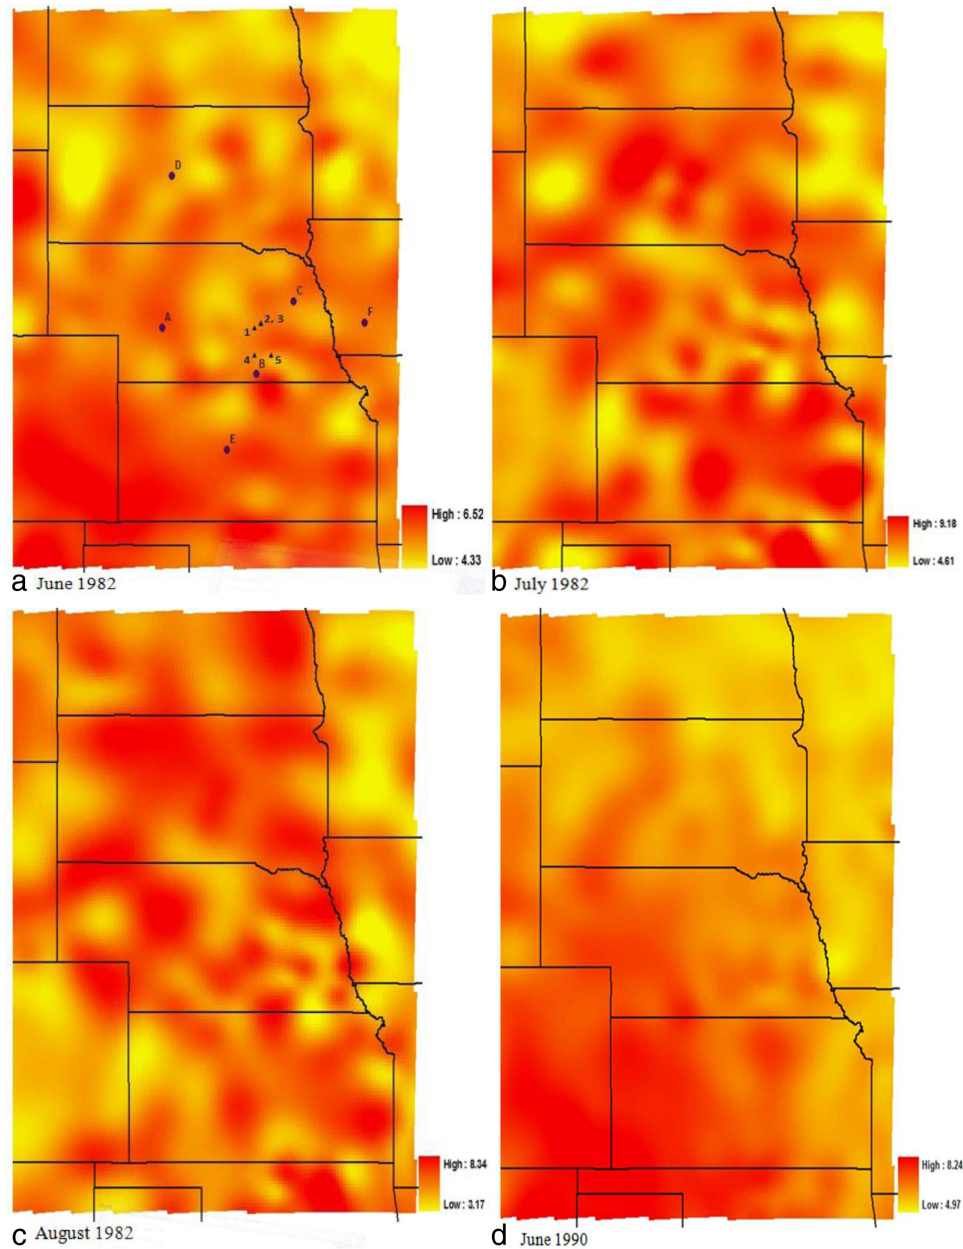 D
C
A
2, 3
F
1
4
B
5
E
High : 6.52
Low : 4.33
a June 1982
High : 9.18
Low : 4.61
b July 1982
High : 8.34
Low : 3.17
c August 1982
High : 8.24
Low : 4.97
d June 1990